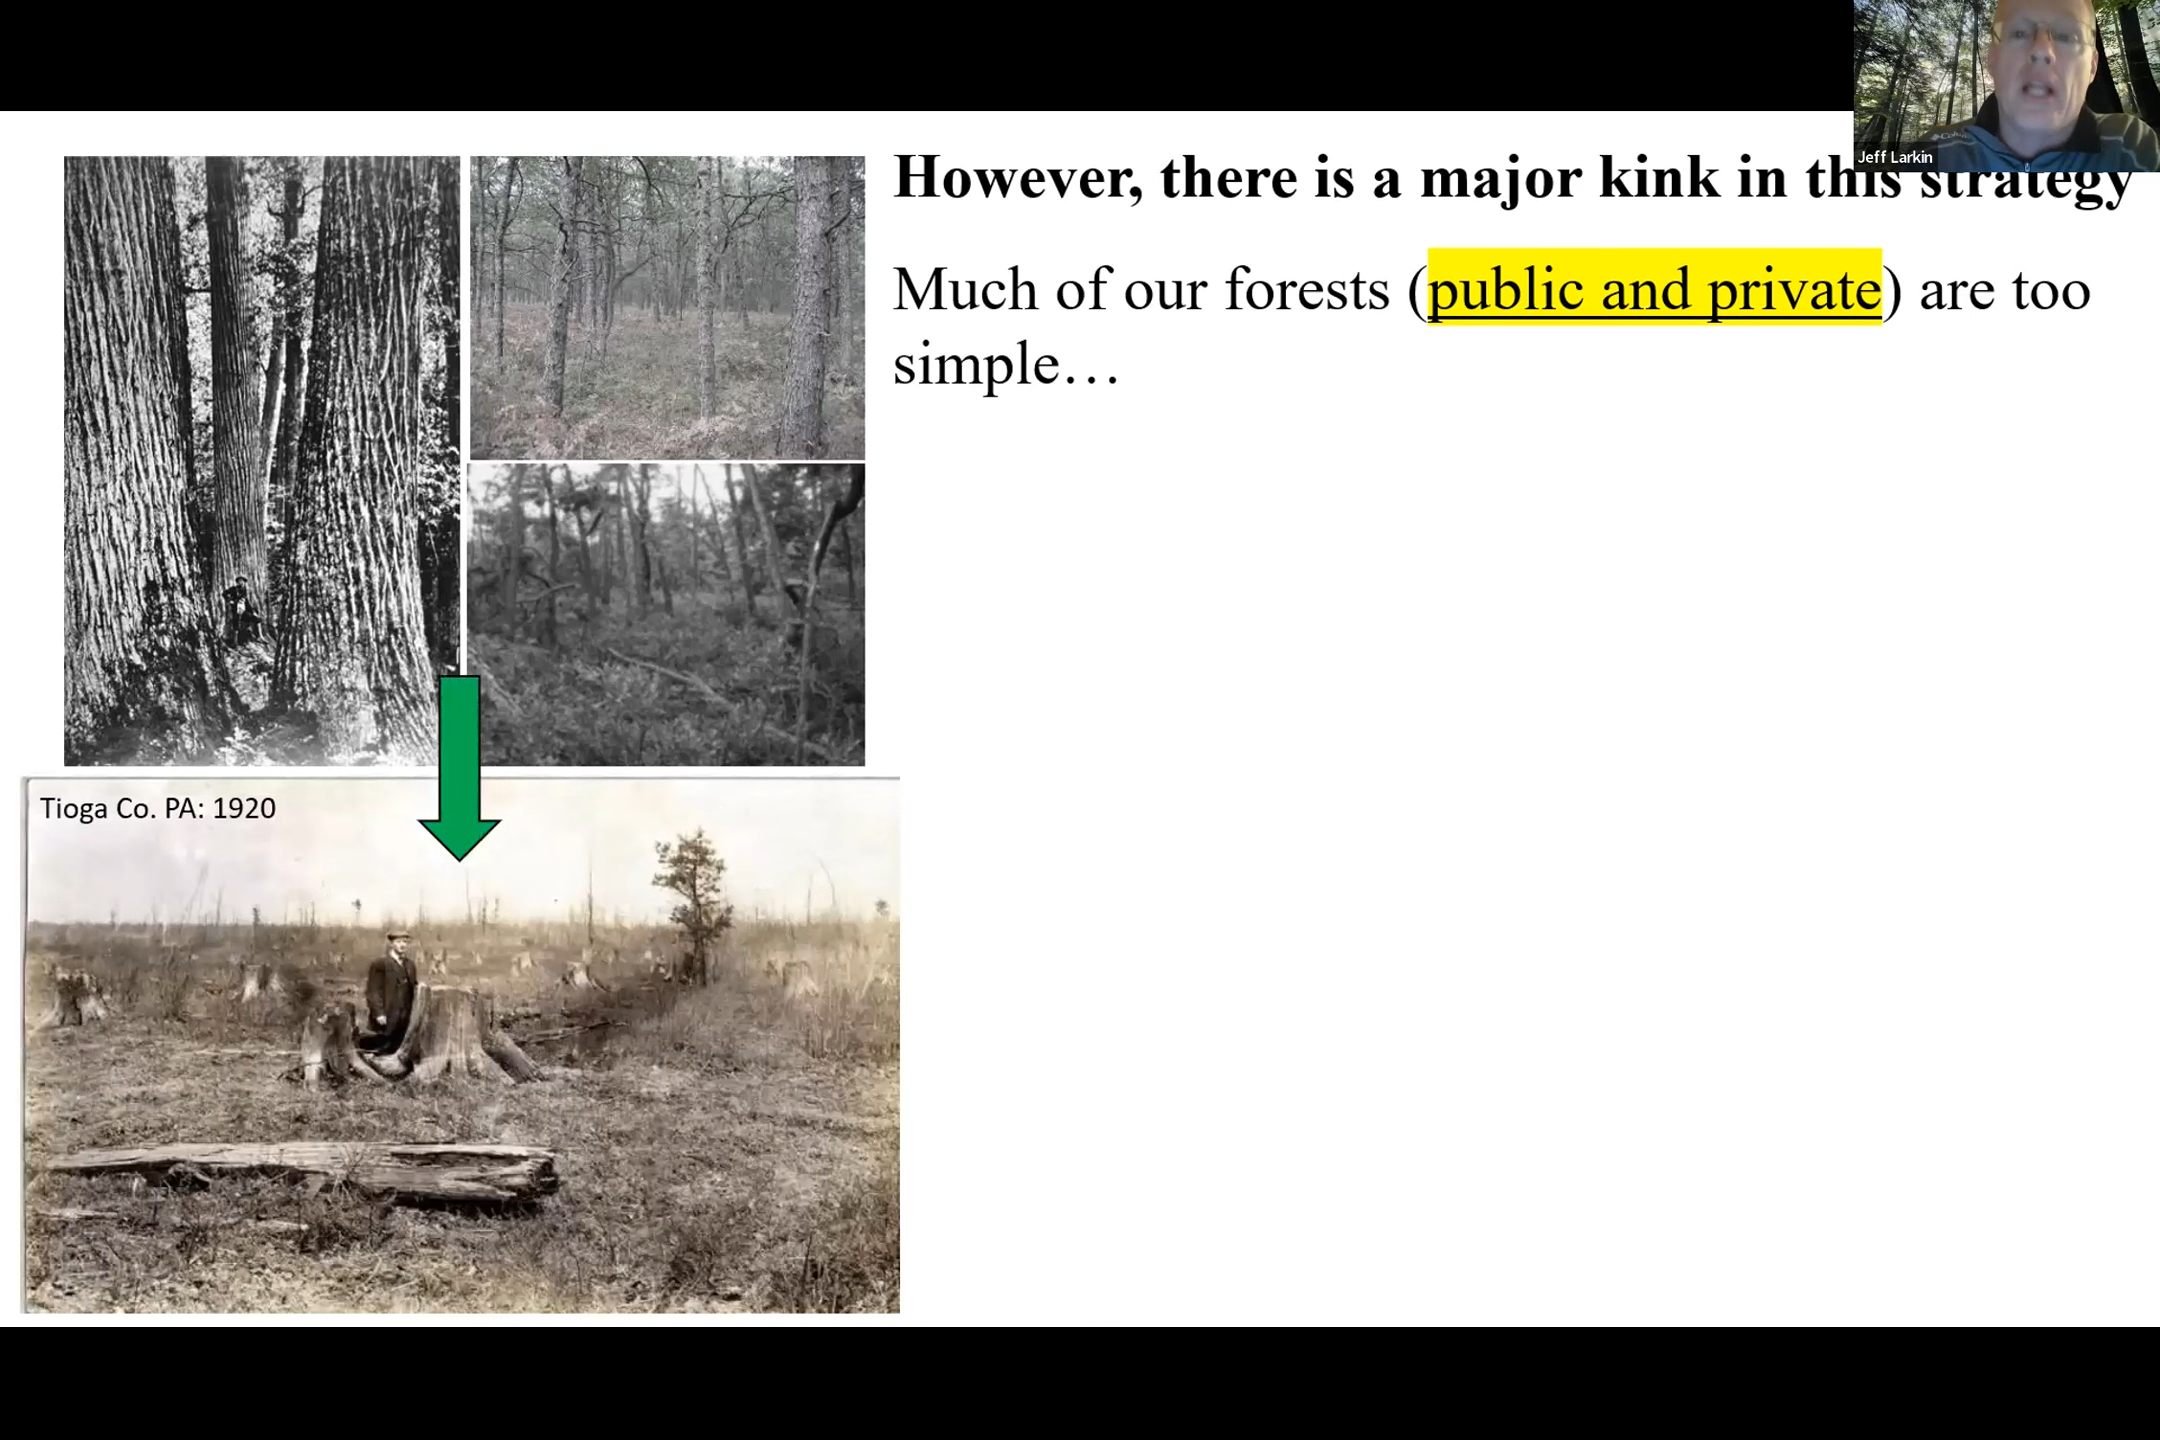 Jeff Larkin
However, there is a major kink in this strategy
Much of our forests (public and private) are too
simple…
Tioga Co. PA: 1920